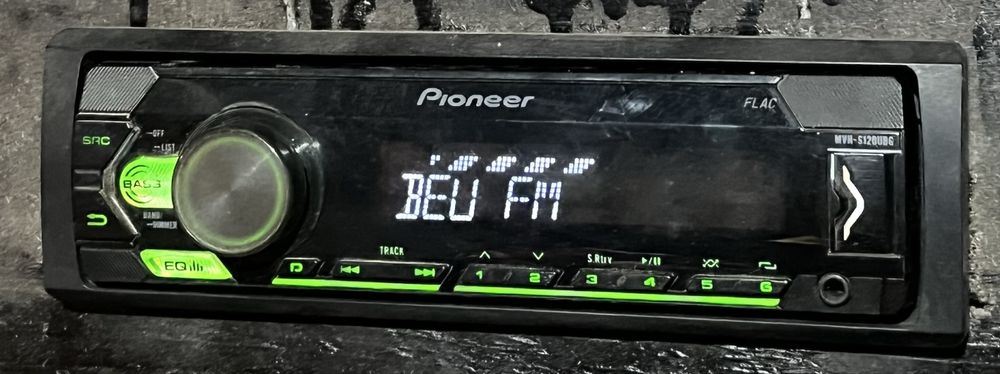 Pioneer
FLAC
MVH-S120UBG
SRC
OFF
LIST
BASS
BEU FM
BAND/
DIMMER
EQ
TRACK
S.Rtrv
1 2 3 4 5 6